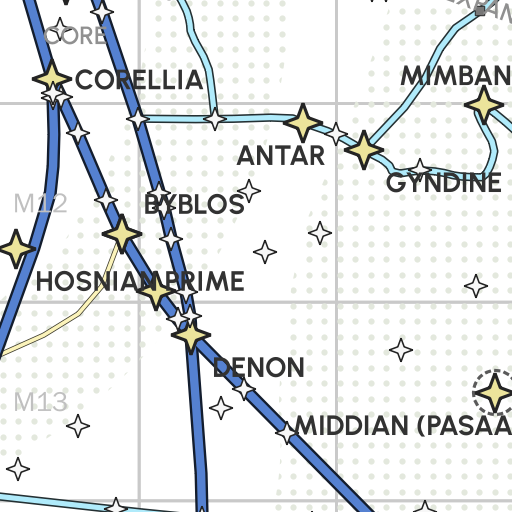 CORE
CORELLIA
MIMBAN
ANTAR
GYNDINE
M12
BYBLOS
HOSNIAN PRIME
DENON
M13
MIDDIAN (PASAA